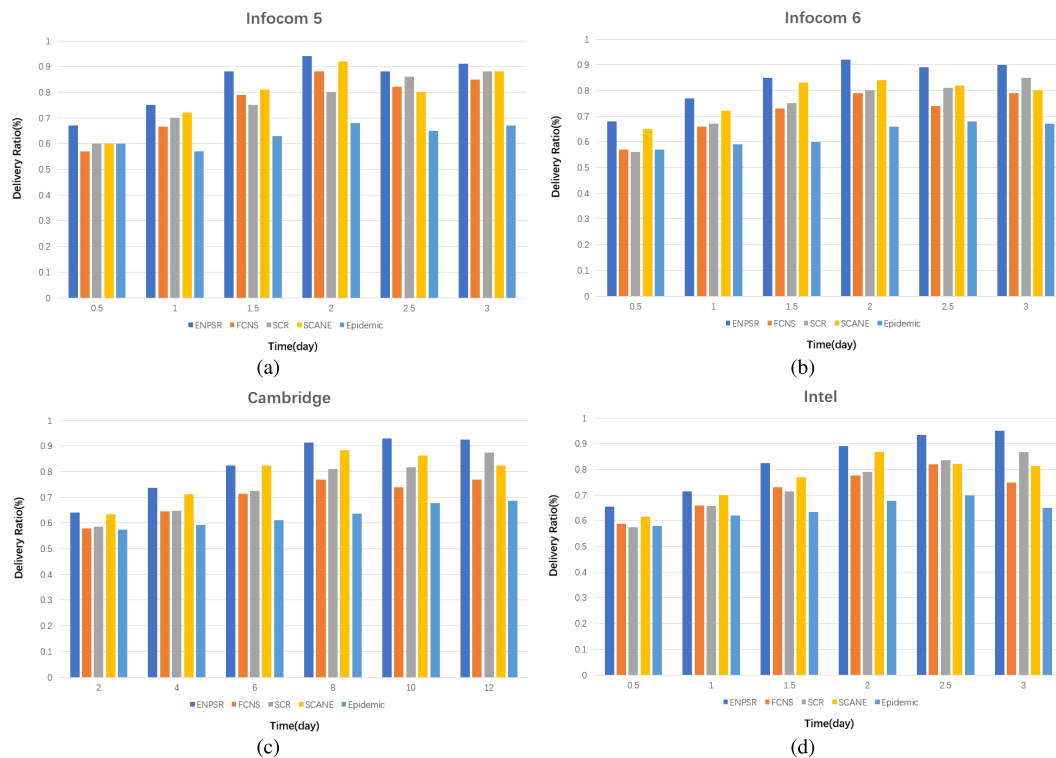 Infocom 5
Delivery Ratio(%)
1
0.9
0.8
0.7
0.6
0.5
0.4
0.3
0.2
0.1
0
0.5 1 1.5 2 2.5 3
ENPSR FCNS SCR SCANE Epidemic
Time(day)
(a)
Infocom 6
Delivery Ratio(%)
1
0.9
0.8
0.7
0.6
0.5
0.4
0.3
0.2
0.1
0
0.5 1 1.5 2 2.5 3
ENPSR FCNS SCR SCANE Epidemic
Time(day)
(b)
Cambridge
Delivery Ratio(%)
1
0.9
0.8
0.7
0.6
0.5
0.4
0.3
0.2
0.1
0
2 4 6 8 10 12
ENPSR FCNS SCR SCANE Epidemic
Time(day)
(c)
Intel
Delivery Ratio(%)
1
0.9
0.8
0.7
0.6
0.5
0.4
0.3
0.2
0.1
0
0.5 1 1.5 2 2.5 3
ENPSR FCNS SCR SCANE Epidemic
Time(day)
(d)